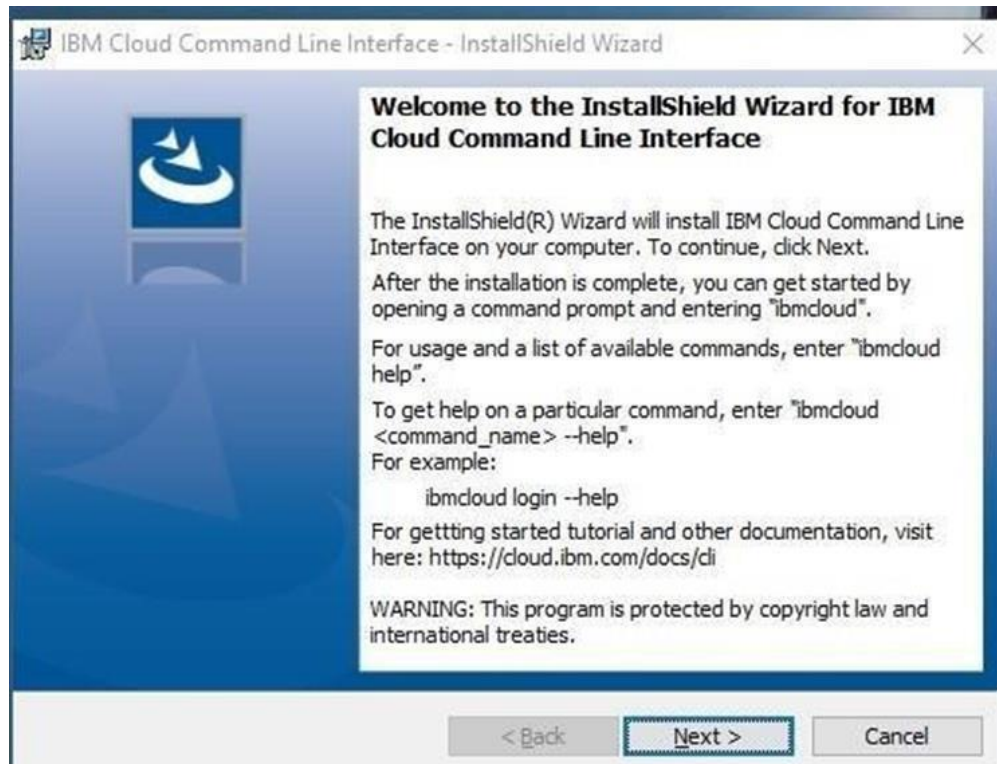 IBM Cloud Command Line Interface - InstallShield Wizard
Welcome to the InstallShield Wizard for IBM
Cloud Command Line Interface
The InstallShield(R) Wizard will install IBM Cloud Command Line
Interface on your computer. To continue, click Next.
After the installation is complete, you can get started by
opening a command prompt and entering "ibmcloud".
For usage and a list of available commands, enter "ibmcloud
help".
To get help on a particular command, enter "ibmcloud
<command_name> --help".
For example:
ibmcloud login --help
For gettting started tutorial and other documentation, visit
here: https://cloud.ibm.com/docs/cli
WARNING: This program is protected by copyright law and
international treaties.
< Back
Next >
Cancel